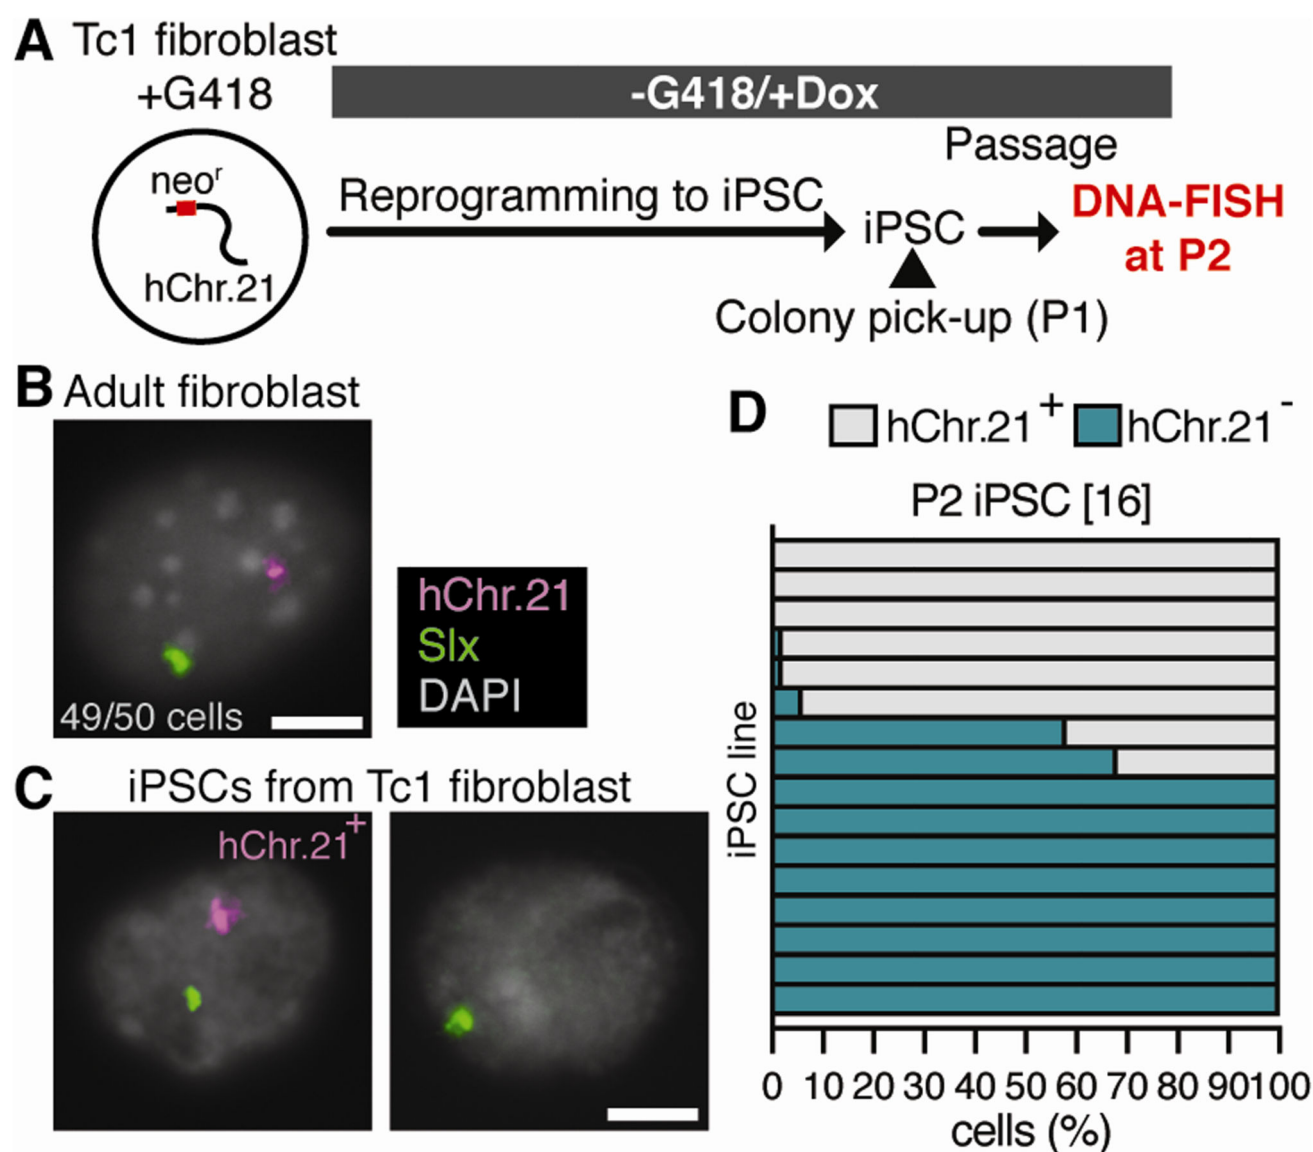 A Tc1 fibroblast
+G418
-G418/+Dox
Passage
neoʳ
hChr.21
Reprogramming to iPSC
iPSC
DNA-FISH
at P2
Colony pick-up (P1)
B Adult fibroblast
49/50 cells
hChr.21
Slx
DAPI
C iPSCs from Tc1 fibroblast
hChr.21⁺
D hChr.21⁺ hChr.21⁻
P2 iPSC [16]
iPSC line
0 10 20 30 40 50 60 70 80 90 100
cells (%)